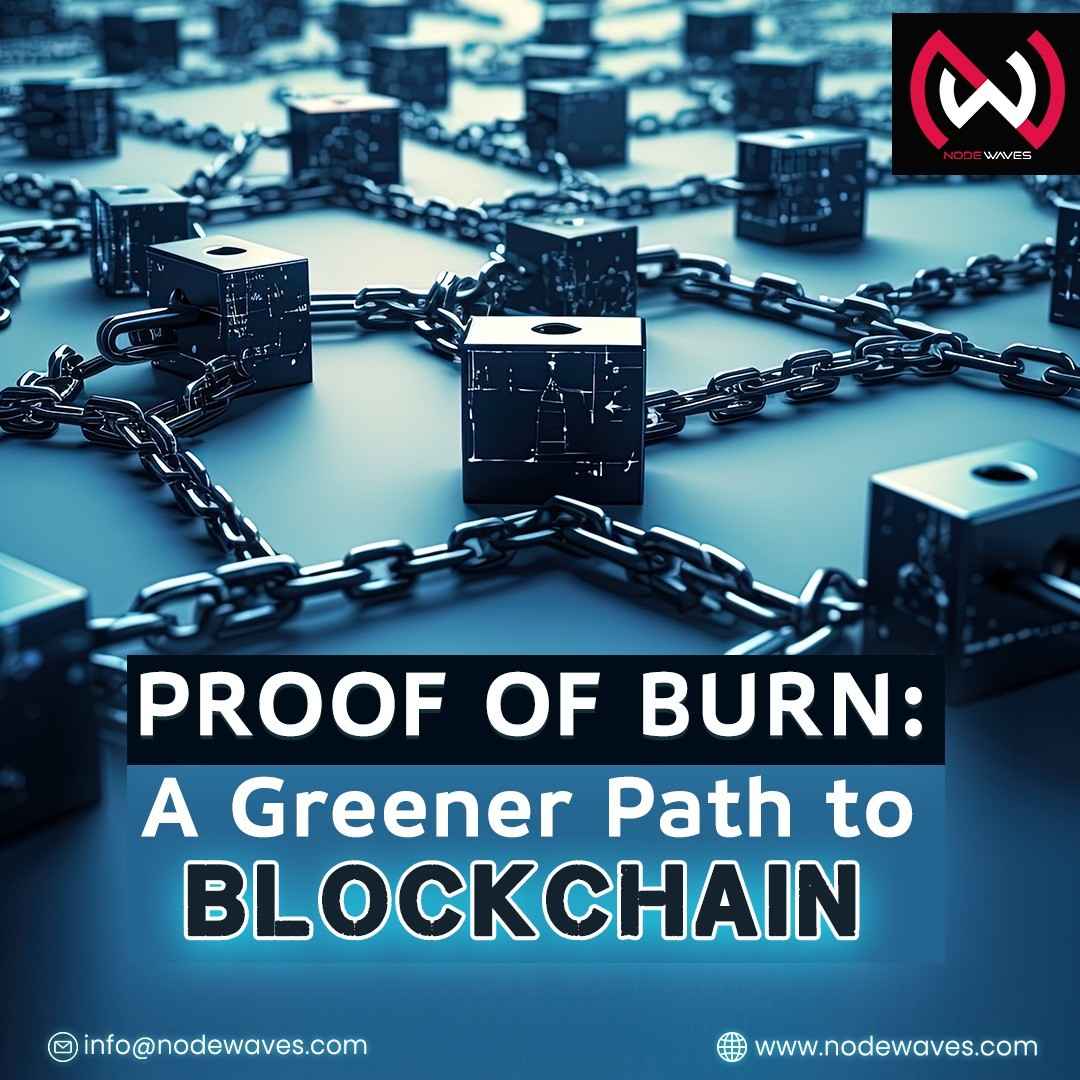 NODE WAVES
PROOF OF BURN:
A Greener Path to
BLOCKCHAIN
info@nodewaves.com
www.nodewaves.com